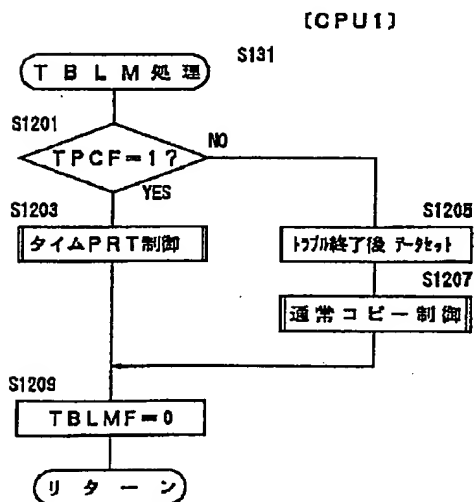 [CPU1]
TBLM処理
S131
S1201
TPCF=1?
NO
YES
S1203
タイムPRT制御
S1205
トラブル終了後 データセット
S1207
通常コピー制御
S1209
TBLMF=0
リターン